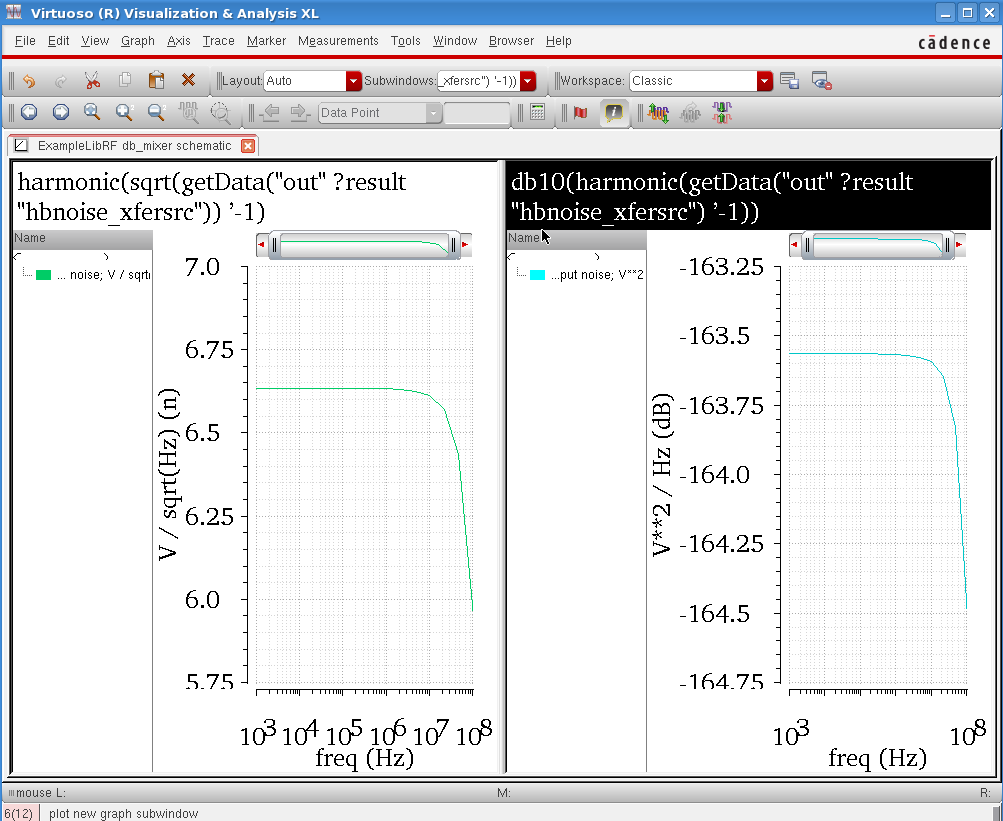 Virtuoso (R) Visualization & Analysis XL
File Edit View Graph Axis Trace Marker Measurements Tools Window Browser Help
cādence
Layout: Auto Subwindows: _xfersrc") '-1)) Workspace: Classic
Data Point
ExampleLibRF db_mixer schematic
harmonic(sqrt(getData("out" ?result
"hbnoise_xfersrc")) '-1)
Name
... noise; V / sqrt(
7.0
6.75
6.5
6.25
6.0
5.75
V / sqrt(Hz) (n)
10^3 10^4 10^5 10^6 10^7 10^8
freq (Hz)
db10(harmonic(getData("out" ?result
"hbnoise_xfersrc") '-1))
Name
...put noise; V**2
-163.25
-163.5
-163.75
-164.0
-164.25
-164.5
-164.75
V**2 / Hz (dB)
10^3 10^8
freq (Hz)
mouse L: M: R:
6(12) plot new graph subwindow